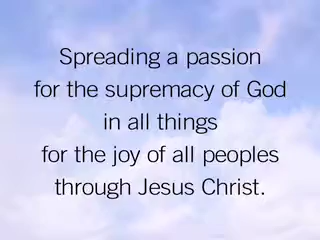 Spreading a passion
for the supremacy of God
in all things
for the joy of all peoples
through Jesus Christ.